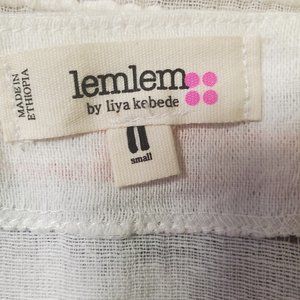 MADE IN
ETHIOPIA
lemlem
by liya kebede
small